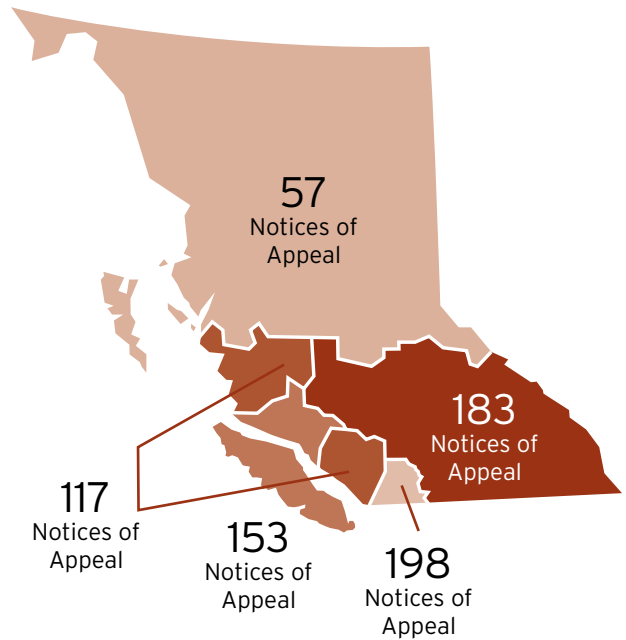 57
Notices of
Appeal
183
Notices of
Appeal
117
Notices of
Appeal
153
Notices of
Appeal
198
Notices of
Appeal